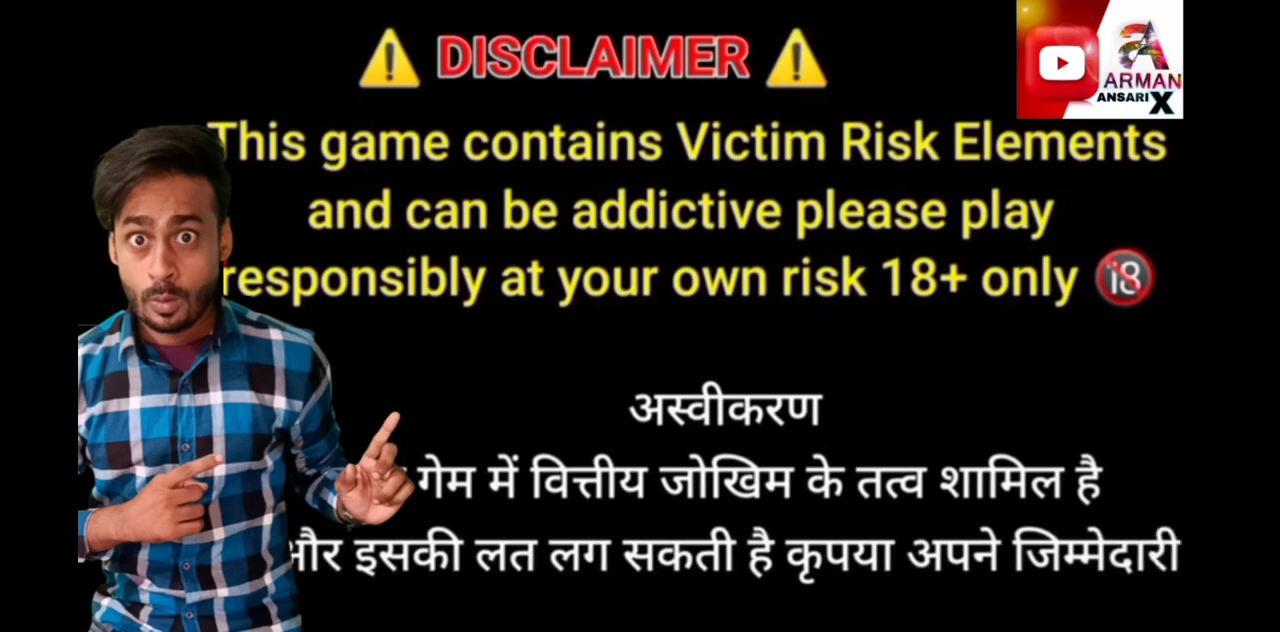 ⚠️ DISCLAIMER ⚠️
ARMAN
ANSARI X
This game contains Victim Risk Elements
and can be addictive please play
responsibly at your own risk 18+ only 🔞
अस्वीकरण
गेम में वित्तीय जोखिम के तत्व शामिल है
और इसकी लत लग सकती है कृपया अपने जिम्मेदारी